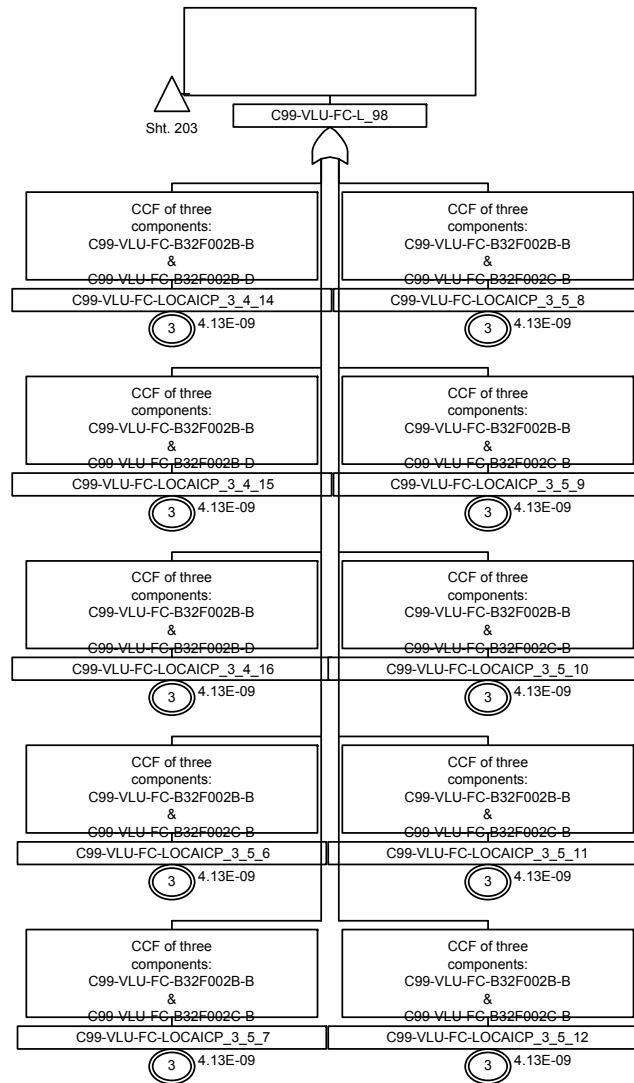 C99-VLU-FC-L_98
Sht. 203
CCF of three
components:
C99-VLU-FC-B32F002B-B
&
C99-VLU-FC-B32F002B-D
C99-VLU-FC-LOCAICP_3_4_14
3
4.13E-09
CCF of three
components:
C99-VLU-FC-B32F002B-B
&
C99-VLU-FC-B32F002C-B
C99-VLU-FC-LOCAICP_3_5_8
3
4.13E-09
CCF of three
components:
C99-VLU-FC-B32F002B-B
&
C99-VLU-FC-B32F002B-D
C99-VLU-FC-LOCAICP_3_4_15
3
4.13E-09
CCF of three
components:
C99-VLU-FC-B32F002B-B
&
C99-VLU-FC-B32F002C-B
C99-VLU-FC-LOCAICP_3_5_9
3
4.13E-09
CCF of three
components:
C99-VLU-FC-B32F002B-B
&
C99-VLU-FC-B32F002B-D
C99-VLU-FC-LOCAICP_3_4_16
3
4.13E-09
CCF of three
components:
C99-VLU-FC-B32F002B-B
&
C99-VLU-FC-B32F002C-B
C99-VLU-FC-LOCAICP_3_5_10
3
4.13E-09
CCF of three
components:
C99-VLU-FC-B32F002B-B
&
C99-VLU-FC-B32F002C-B
C99-VLU-FC-LOCAICP_3_5_6
3
4.13E-09
CCF of three
components:
C99-VLU-FC-B32F002B-B
&
C99-VLU-FC-B32F002C-B
C99-VLU-FC-LOCAICP_3_5_11
3
4.13E-09
CCF of three
components:
C99-VLU-FC-B32F002B-B
&
C99-VLU-FC-B32F002C-B
C99-VLU-FC-LOCAICP_3_5_7
3
4.13E-09
CCF of three
components:
C99-VLU-FC-B32F002B-B
&
C99-VLU-FC-B32F002C-B
C99-VLU-FC-LOCAICP_3_5_12
3
4.13E-09